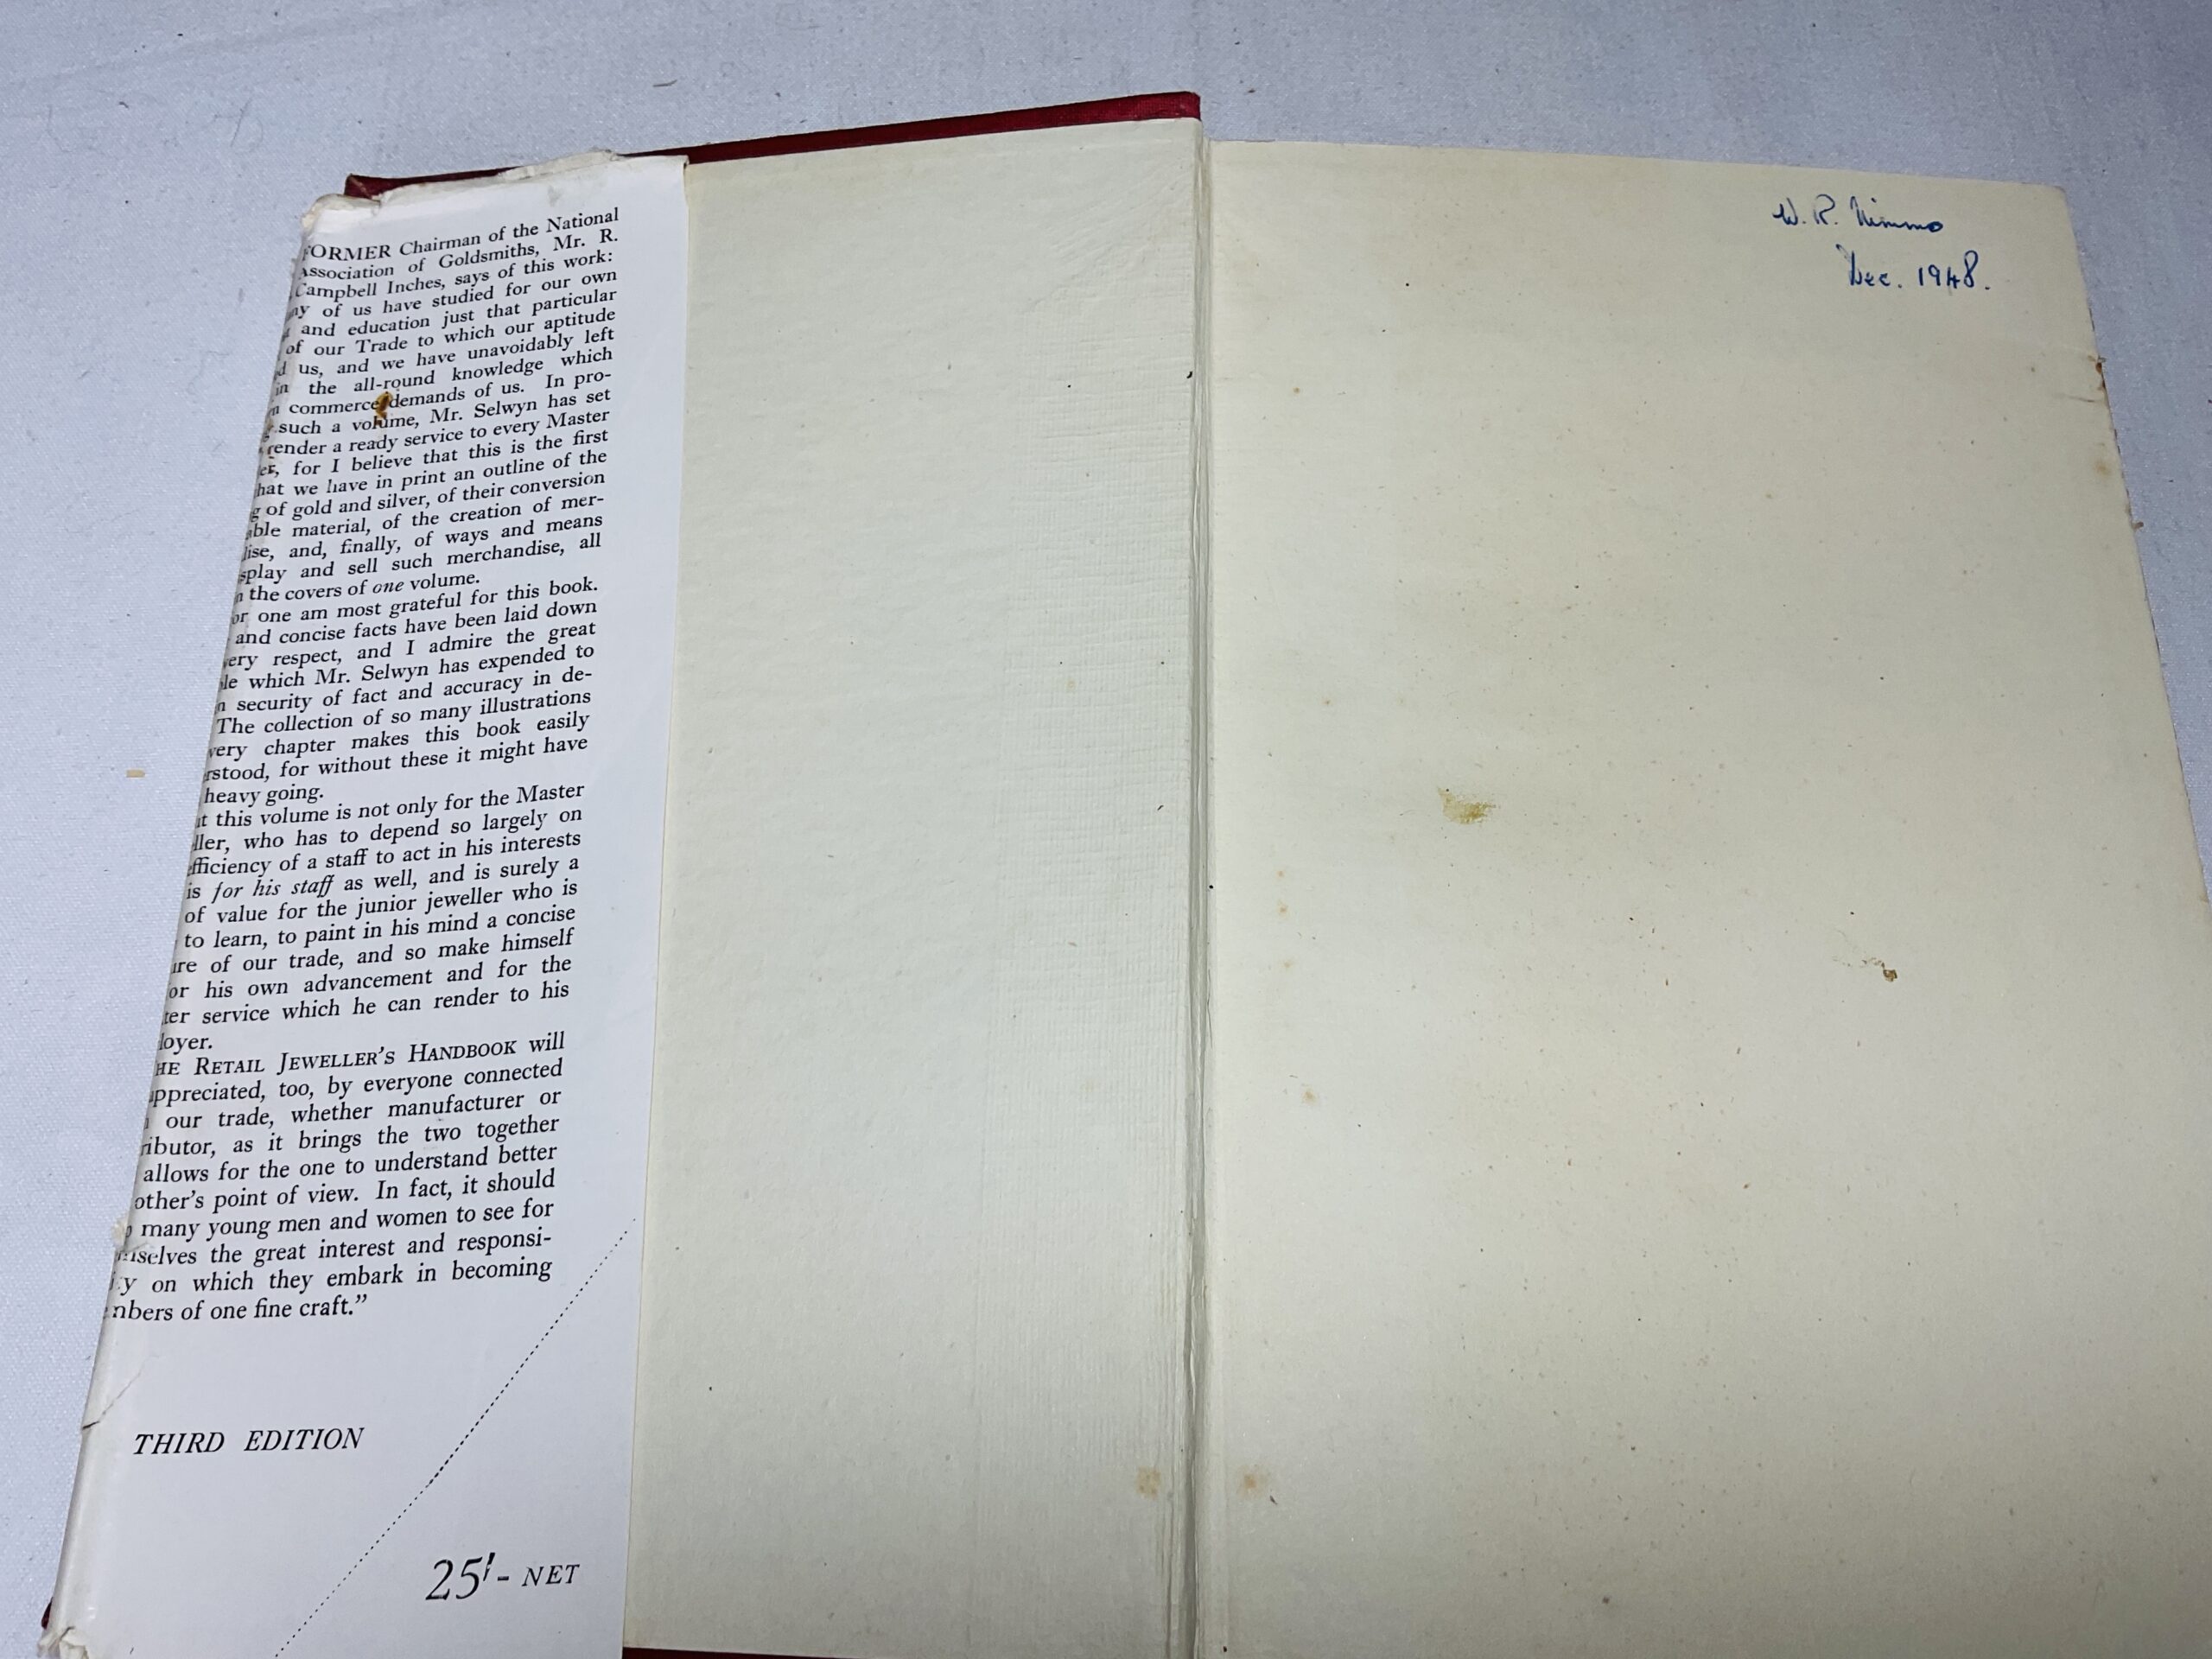 FORMER Chairman of the National
Association of Goldsmiths, Mr. R.
Campbell Inches, says of this work:
of us have studied for our own
and education just that particular
of our Trade to which our aptitude
us, and we have unavoidably left
in the all-round knowledge which
commerce demands of us. In pro-
such a volume, Mr. Selwyn has set
render a ready service to every Master
for I believe that this is the first
that we have in print an outline of the
of gold and silver, of their conversion
material, of the creation of mer-
and, finally, of ways and means
and sell such merchandise, all
the covers of one volume.
one am most grateful for this book.
and concise facts have been laid down
respect, and I admire the great
which Mr. Selwyn has expended to
security of fact and accuracy in de-
The collection of so many illustrations
chapter makes this book easily
for without these it might have
heavy going.
this volume is not only for the Master
who has to depend so largely on
efficiency of a staff to act in his interests
is for his staff as well, and is surely a
of value for the junior jeweller who is
to learn, to paint in his mind a concise
of our trade, and so make himself
his own advancement and for the
service which he can render to his
RETAIL JEWELLER'S HANDBOOK will
appreciated, too, by everyone connected
our trade, whether manufacturer or
as it brings the two together
allows for the one to understand better
other's point of view. In fact, it should
many young men and women to see for
the great interest and responsi-
on which they embark in becoming
of one fine craft."
THIRD EDITION
25/- NET
W. R. Nimmo
Dec. 1948.